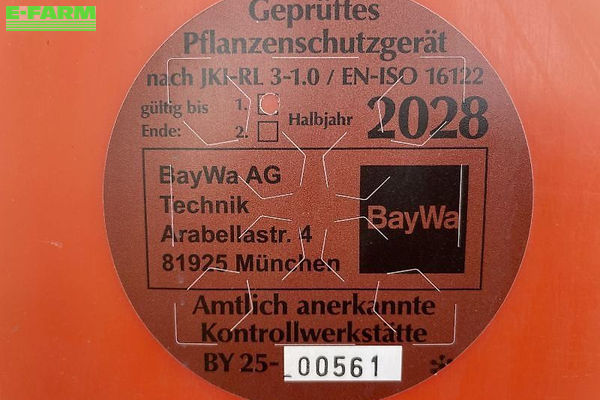 E-FARM
Geprüftes
Pflanzenschutzgerät
nach JKI-RL 3-1.0 / EN-ISO 16122
gültig bis 1. Halbjahr 2028
Ende: 2.
BayWa AG
Technik
Arabellastr. 4
81925 München
BayWa
Amtlich anerkannte
Kontrollwerkstätte
BY 25- 00561 *